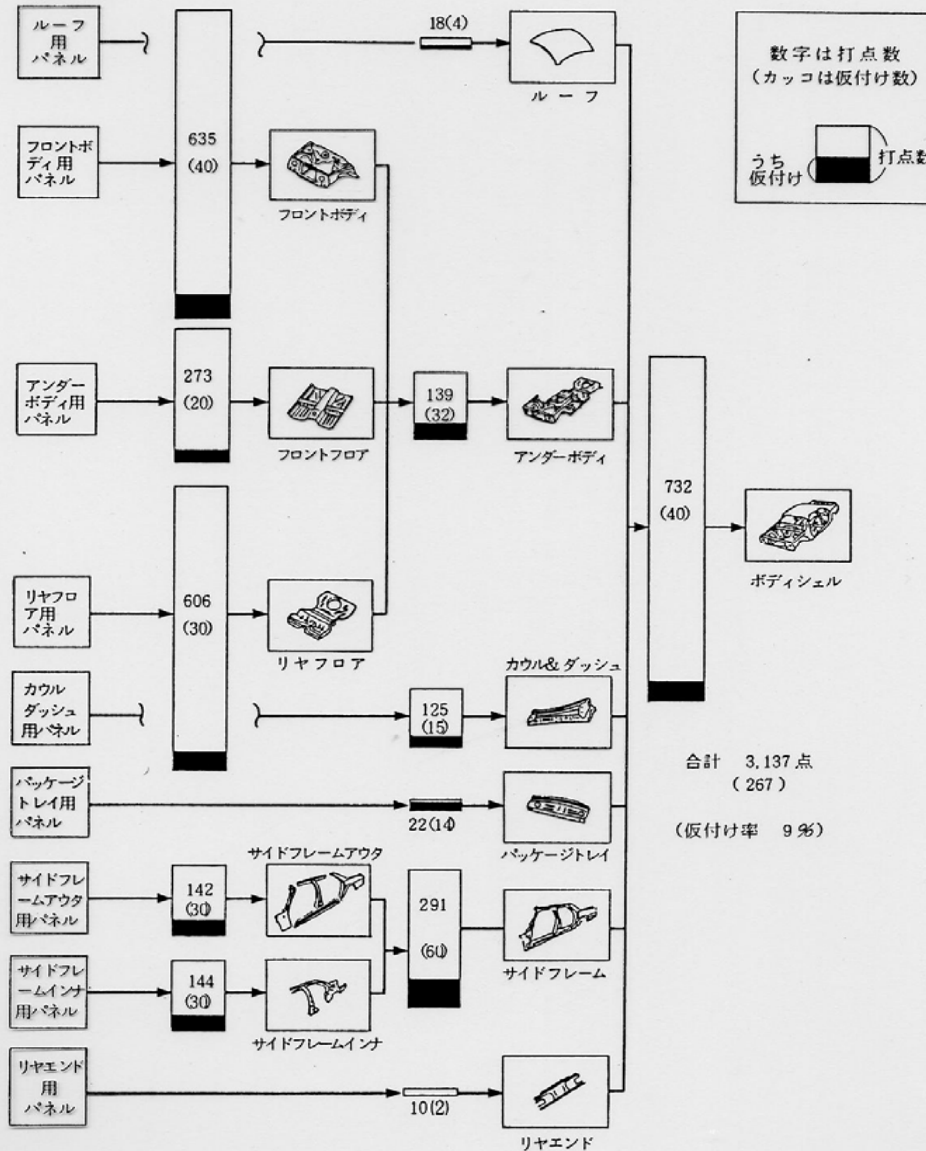 ルーフ
用
パネル
18(4)
ルーフ
数字は打点数
(カッコは仮付け数)
うち
仮付け
打点数
フロントボ
ディ用
パネル
635
(40)
フロントボディ
アンダー
ボディ用
パネル
273
(20)
フロントフロア
139
(32)
アンダーボディ
732
(40)
ボディシェル
リヤフロ
ア用
パネル
606
(30)
リヤフロア
カウル
ダッシュ
用パネル
125
(15)
カウル&ダッシュ
合計 3,137点
(267)
(仮付け率 9%)
パッケージ
トレイ用
パネル
22(14)
パッケージトレイ
サイドフレ
ームアウタ
用パネル
142
(30)
サイドフレームアウタ
291
(60)
サイドフレーム
サイドフレ
ームインナ
用パネル
144
(30)
サイドフレームインナ
リヤエンド
用
パネル
10(2)
リヤエンド